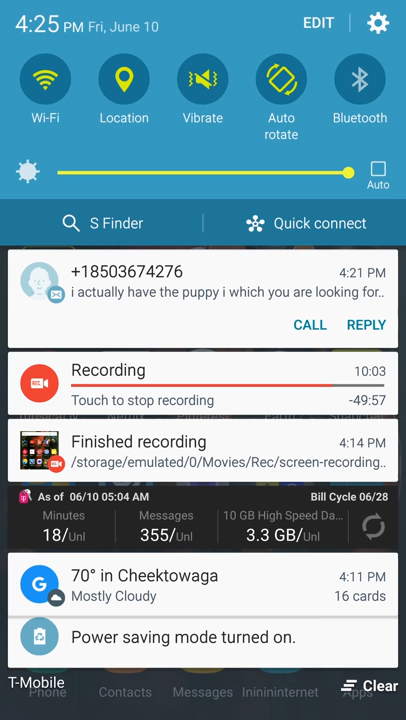 4:25 PM Fri, June 10
EDIT
Wi-Fi
Location
Vibrate
Auto
rotate
Bluetooth
Auto
S Finder
Quick connect
+18503674276
4:21 PM
i actually have the puppy i which you are looking for..
CALL
REPLY
REC
Recording
10:03
Touch to stop recording
-49:57
Finished recording
4:14 PM
/storage/emulated/0/Movies/Rec/screen-recording..
As of 06/10 05:04 AM
Bill Cycle 06/28
Minutes
Messages
10 GB High Speed Da...
18/Unl
355/Unl
3.3 GB/Unl
G
70° in Cheektowaga
4:11 PM
Mostly Cloudy
16 cards
Power saving mode turned on.
T-Mobile
Clear
Phone
Contacts
Messages
Ininininternet
Apps